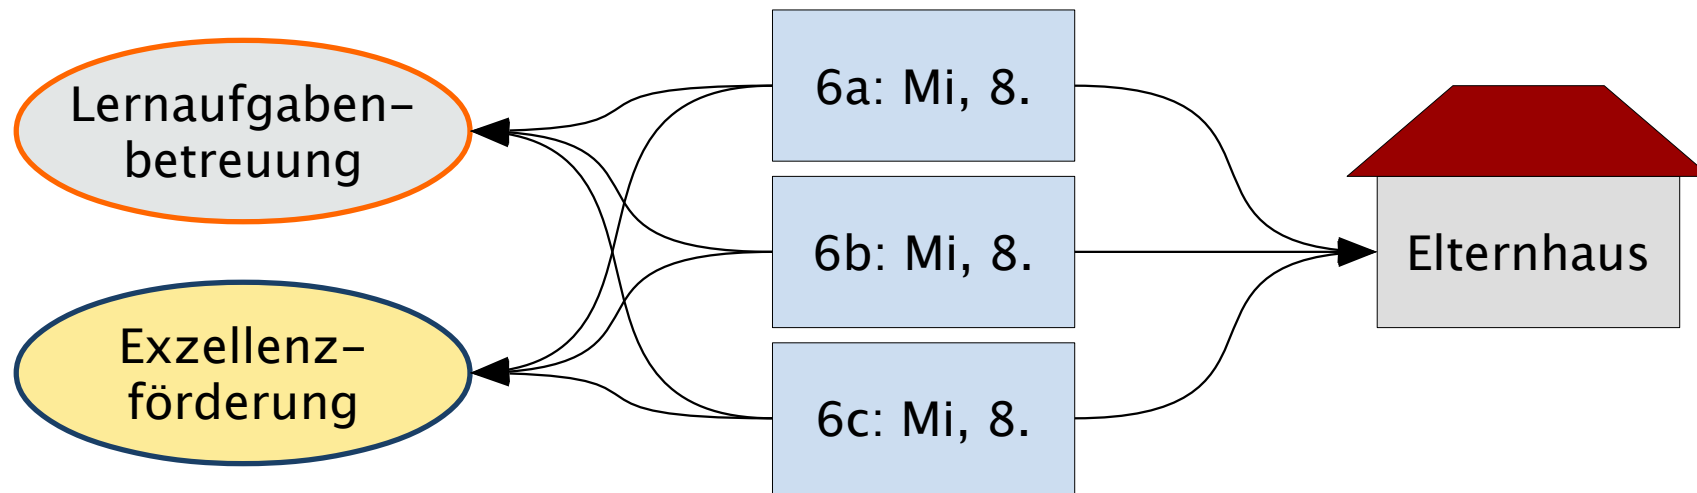 Lernaufgaben-
betreuung
Exzellenz-
förderung
6a: Mi, 8.
6b: Mi, 8.
6c: Mi, 8.
Elternhaus